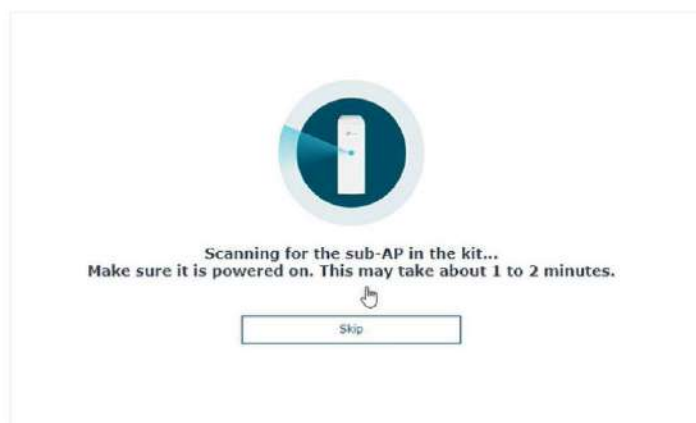 Scanning for the sub-AP in the kit...
Make sure it is powered on. This may take about 1 to 2 minutes.
Skip